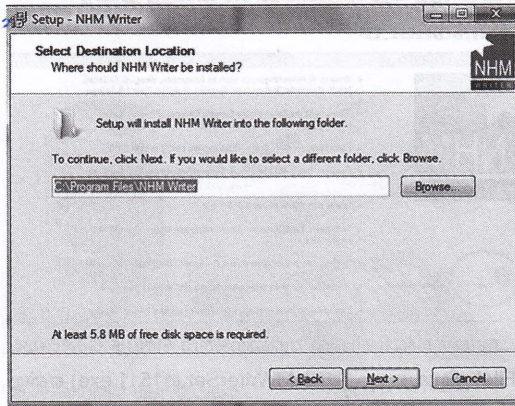 Setup - NHM Writer
Select Destination Location
Where should NHM Writer be installed?
NHM
WRITER
Setup will install NHM Writer into the following folder.
To continue, click Next. If you would like to select a different folder, click Browse.
C:\Program Files\NHM Writer
Browse...
At least 5.8 MB of free disk space is required.
< Back
Next >
Cancel